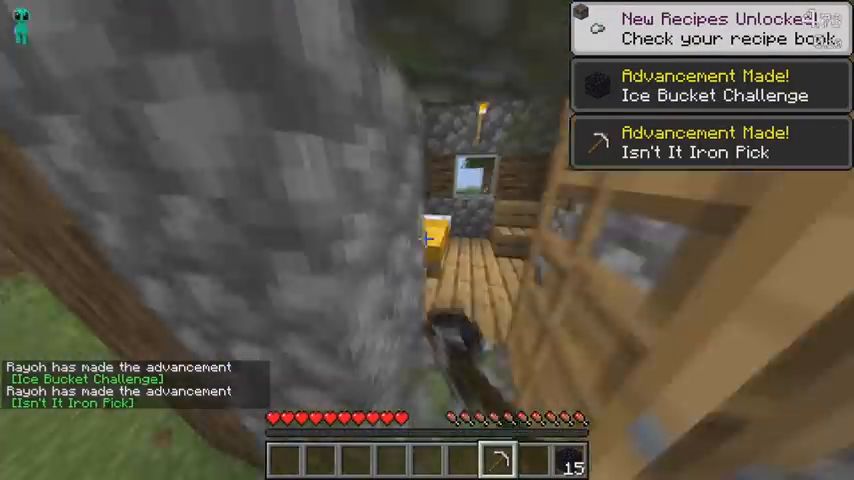 New Recipes Unlocked!
Check your recipe book
Advancement Made!
Ice Bucket Challenge
Advancement Made!
Isn't It Iron Pick
Rayoh has made the advancement
[Ice Bucket Challenge]
Rayoh has made the advancement
[Isn't It Iron Pick]
15